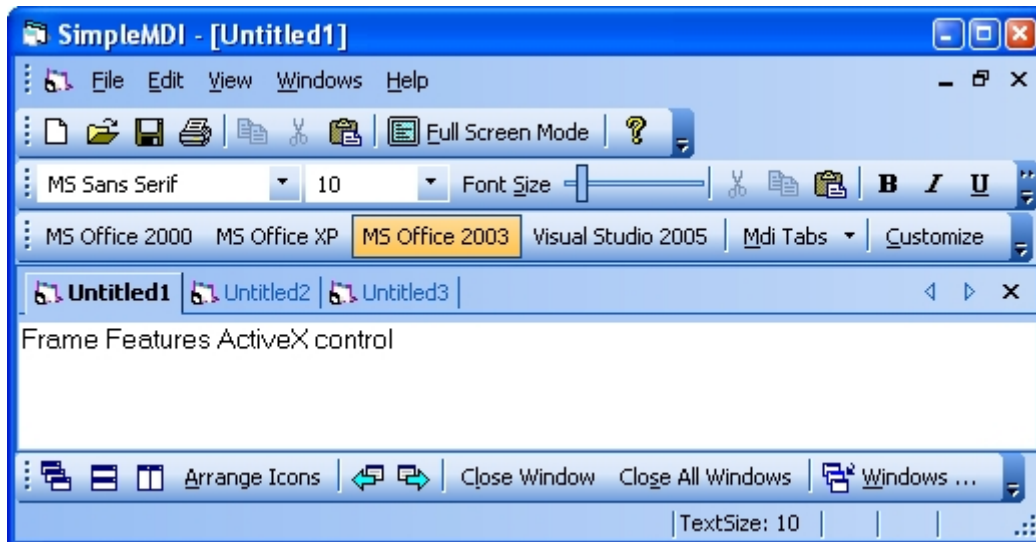 SimpleMDI - [Untitled1]
File Edit View Windows Help
Full Screen Mode
MS Sans Serif 10 Font Size B I U
MS Office 2000 MS Office XP MS Office 2003 Visual Studio 2005 Mdi Tabs Customize
Untitled1 Untitled2 Untitled3
Frame Features ActiveX control
Arrange Icons Close Window Close All Windows Windows ...
TextSize: 10